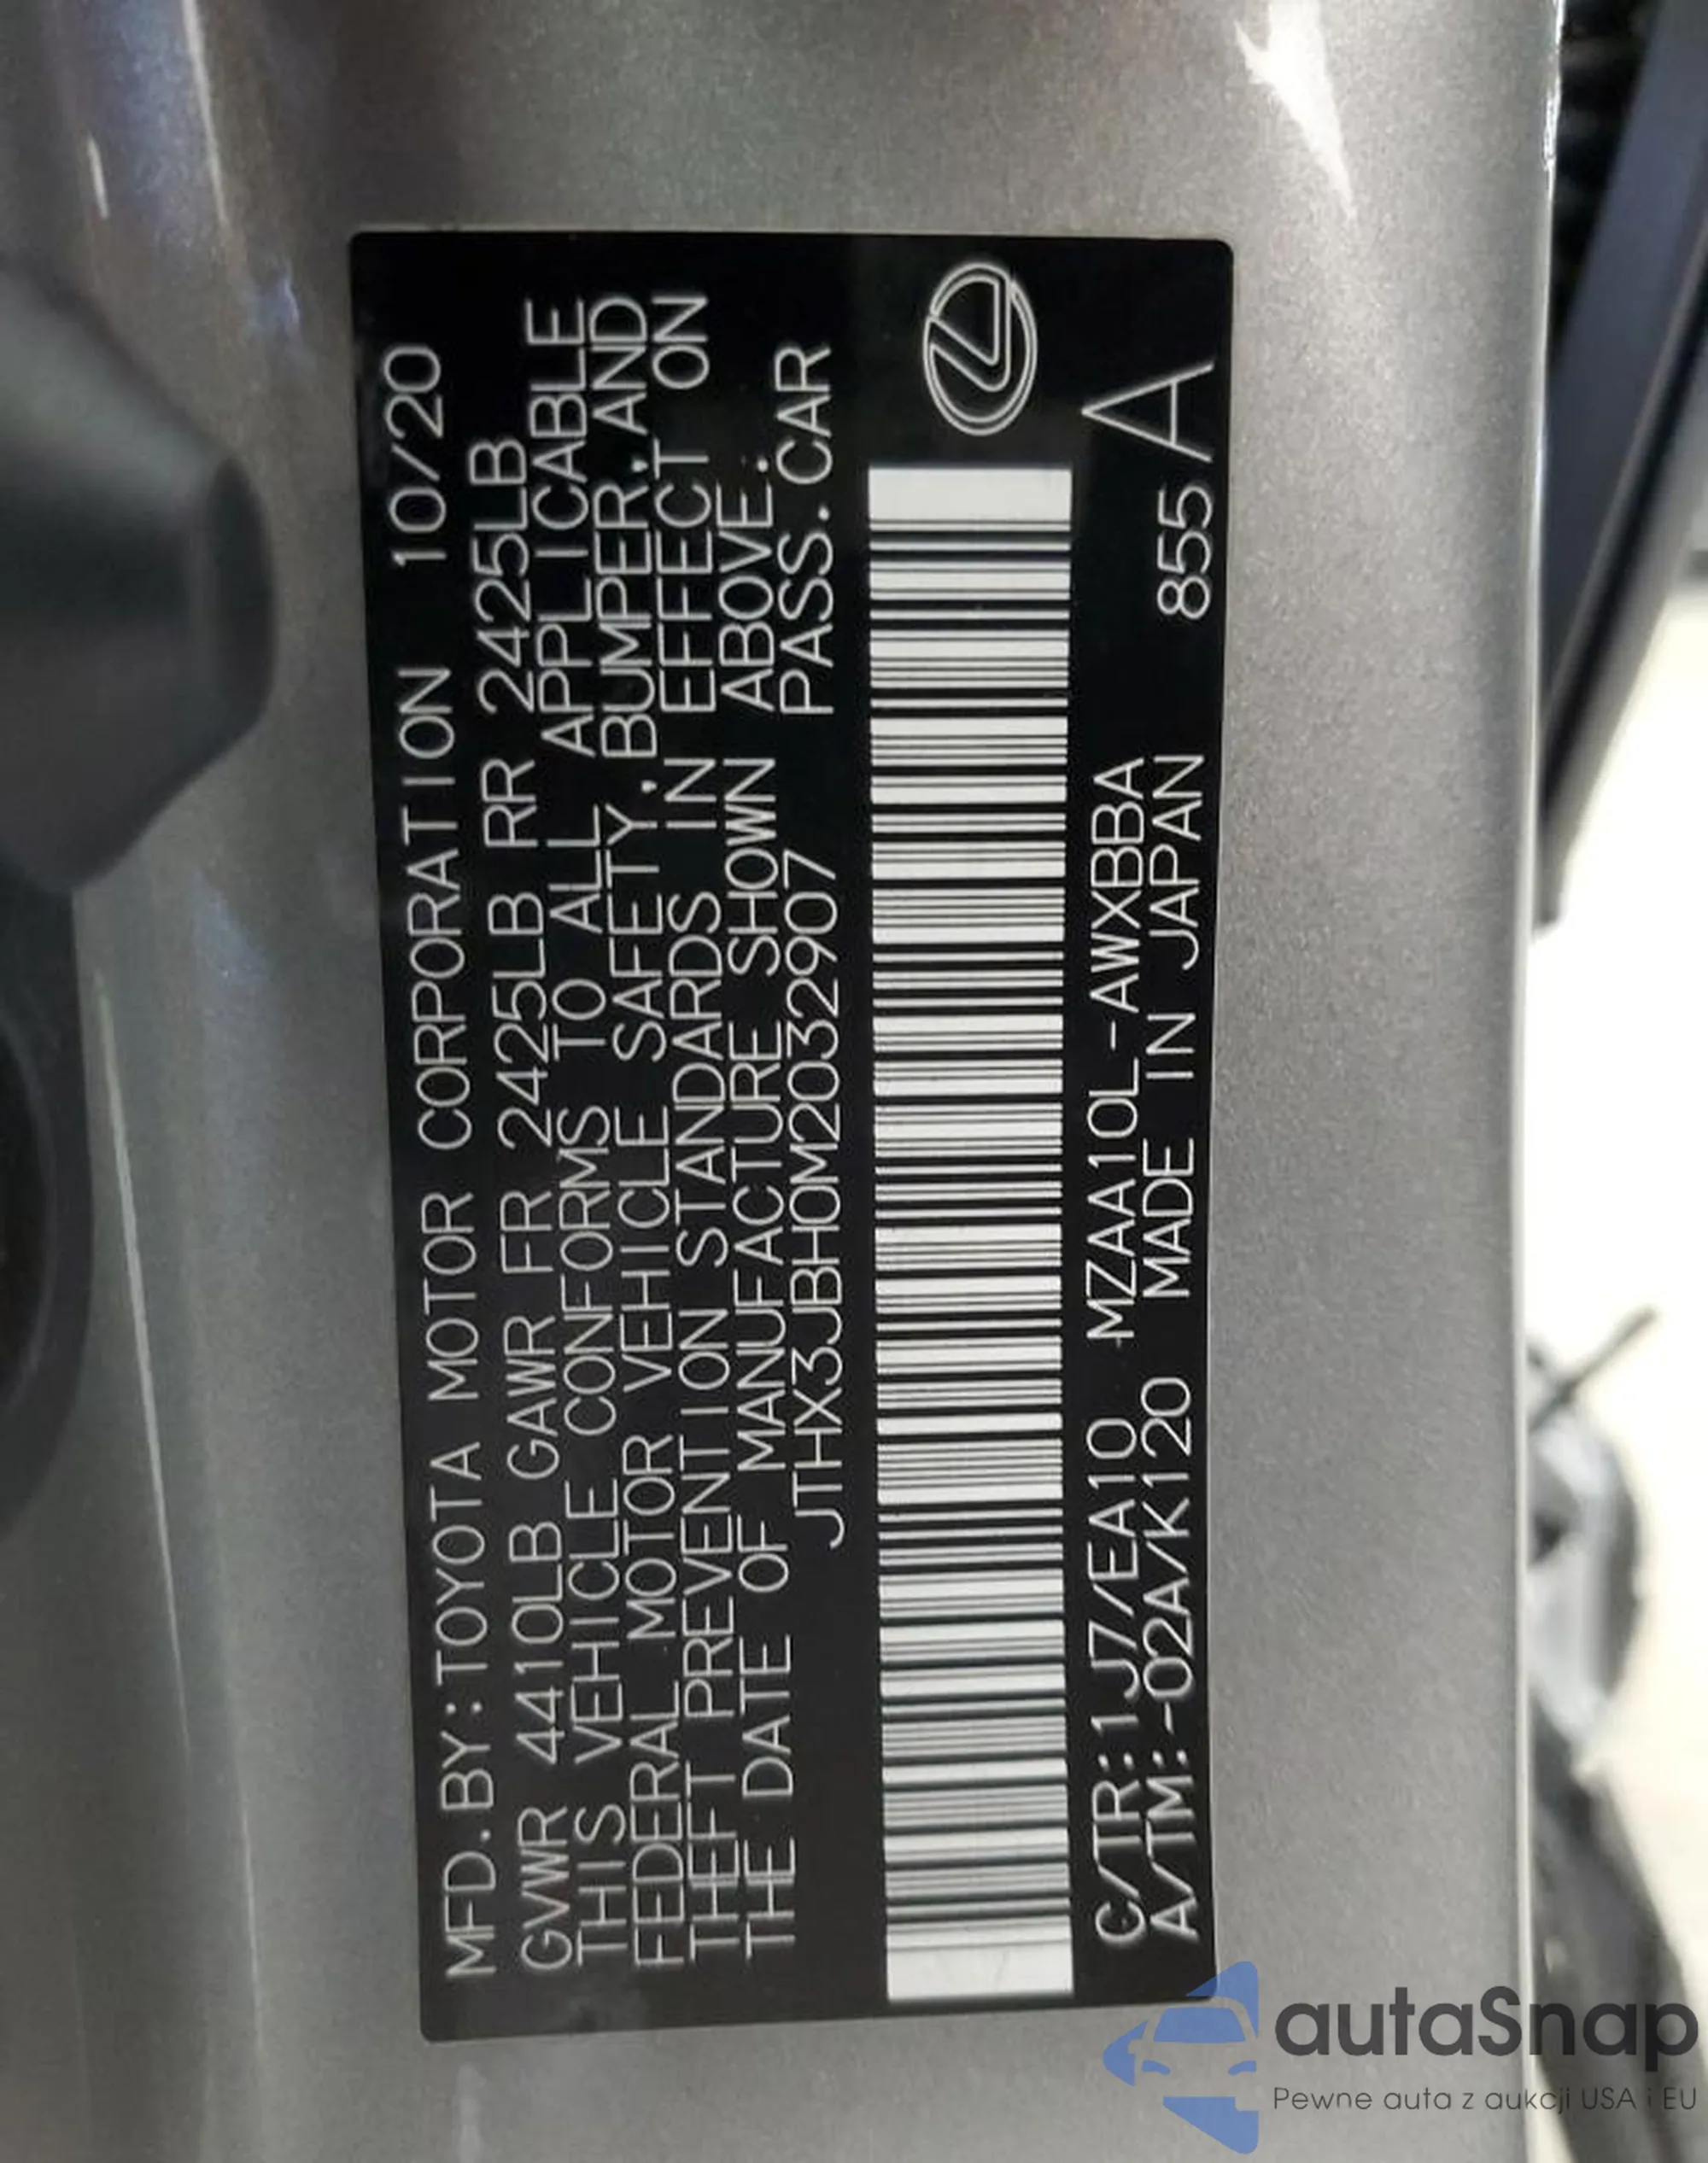 MFD.BY:TOYOTA MOTOR CORPORATION 10/20
GVWR 4410LB GAWR FR 2425LB RR 2425LB
THIS VEHICLE CONFORMS TO ALL APPLICABLE
FEDERAL MOTOR VEHICLE SAFETY,BUMPER,AND
THEFT PREVENTION STANDARDS IN EFFECT ON
THE DATE OF MANUFACTURE SHOWN ABOVE.
JTHX3JBH0M2032907 PASS.CAR
C/TR:1J7/EA10 MZAA10L-AWXBBA
A/TM:-02A/K120 MADE IN JAPAN 855A
autaSnap
Pewne auta z aukcji USA i EU